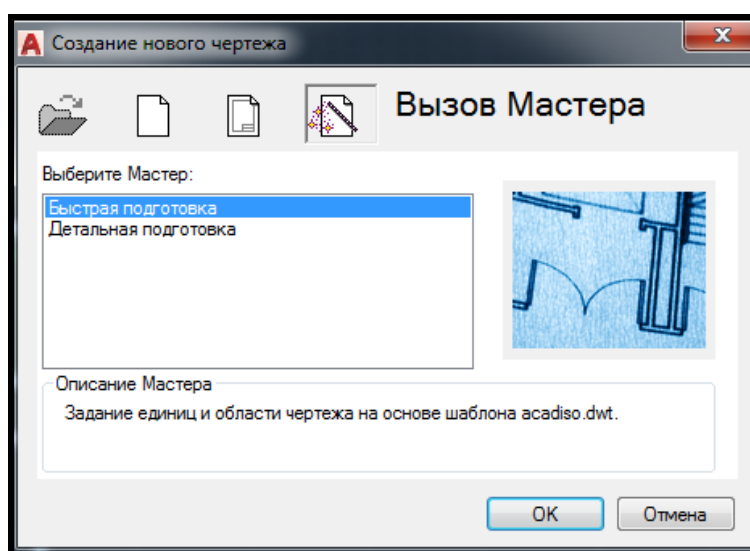 Создание нового чертежа
Вызов Мастера
Выберите Мастер:
Быстрая подготовка
Детальная подготовка
Описание Мастера
Задание единиц и области чертежа на основе шаблона acadiso.dwt.
OK
Отмена